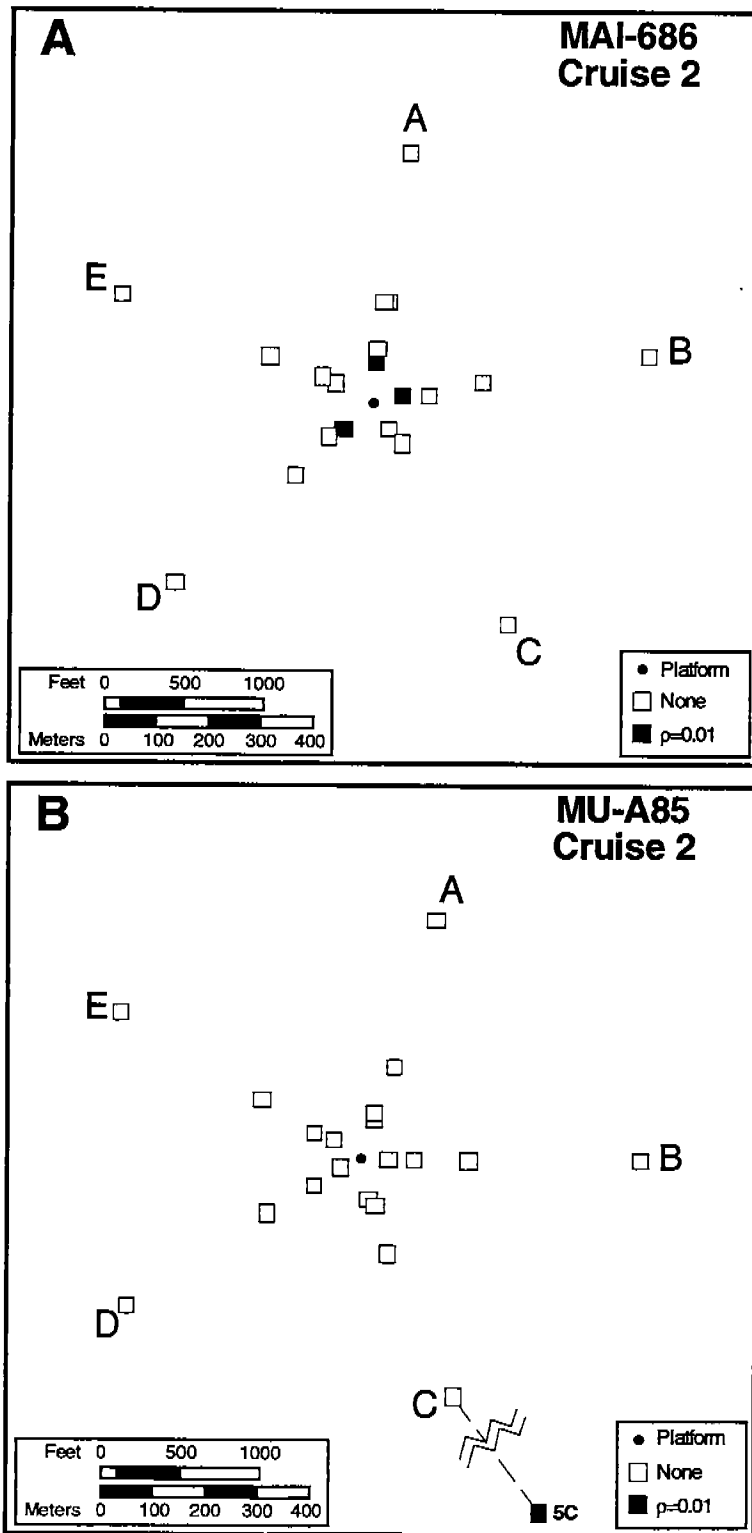 A
MAI-686
Cruise 2
A
E
B
D
C
Feet 0 500 1000
Meters 0 100 200 300 400
Platform
None
ρ=0.01
B
MU-A85
Cruise 2
A
E
B
D
C
5C
Feet 0 500 1000
Meters 0 100 200 300 400
Platform
None
ρ=0.01